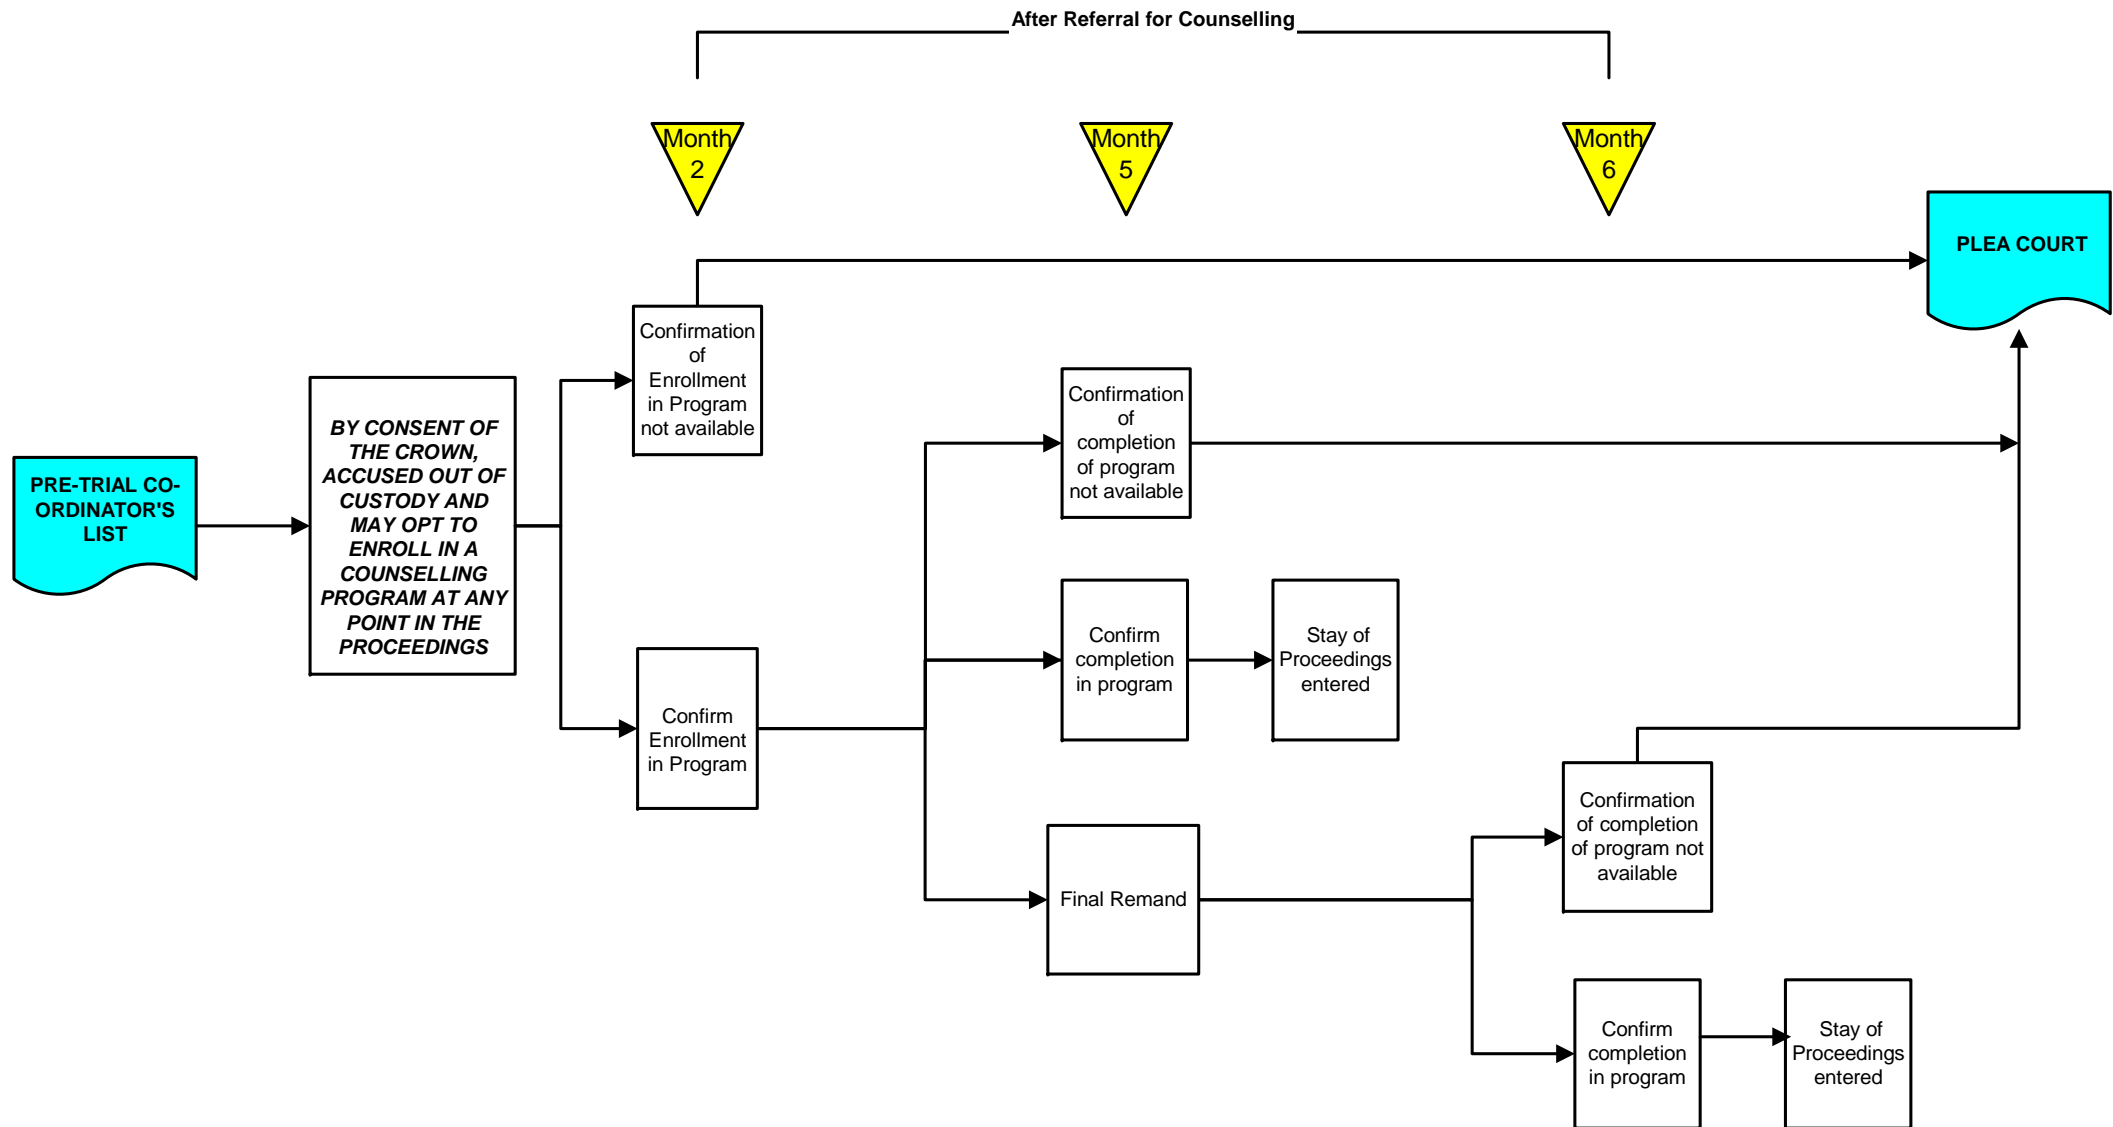 After Referral for Counselling
Month
2
Month
5
Month
6
PLEA COURT
Confirmation
of
Enrollment
in Program
not available
Confirmation
of
completion
of program
not available
BY CONSENT OF
THE CROWN,
ACCUSED OUT OF
CUSTODY AND
MAY OPT TO
ENROLL IN A
COUNSELLING
PROGRAM AT ANY
POINT IN THE
PROCEEDINGS
PRE-TRIAL CO-
ORDINATOR'S
LIST
Confirm
completion
in program
Stay of
Proceedings
entered
Confirm
Enrollment
in Program
Confirmation
of completion
of program not
available
Final Remand
Confirm
completion
in program
Stay of
Proceedings
entered